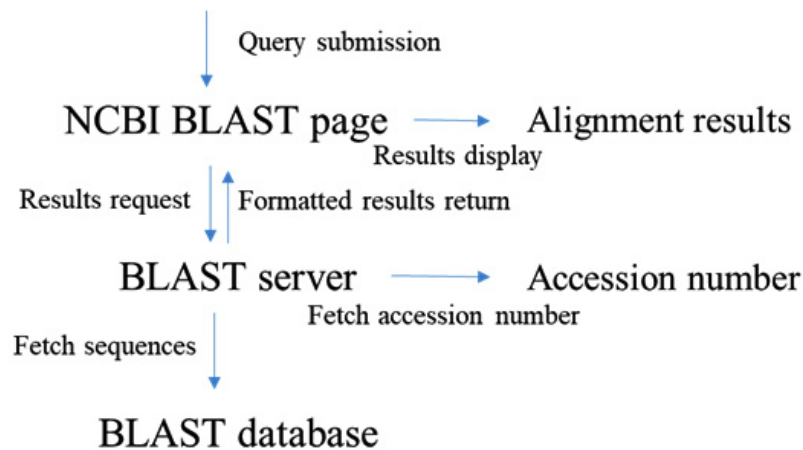 Query submission
NCBI BLAST page
Alignment results
Results display
Results request
Formatted results return
BLAST server
Accession number
Fetch accession number
Fetch sequences
BLAST database